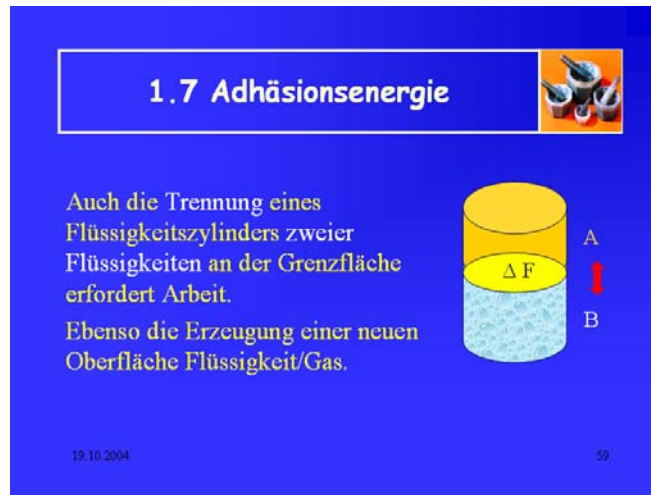 1.7 Adhäsionsenergie
Auch die Trennung eines
Flüssigkeitszylinders zweier
Flüssigkeiten an der Grenzfläche
erfordert Arbeit.
Ebenso die Erzeugung einer neuen
Oberfläche Flüssigkeit/Gas.
A
Δ F
B
19.10.2004
59